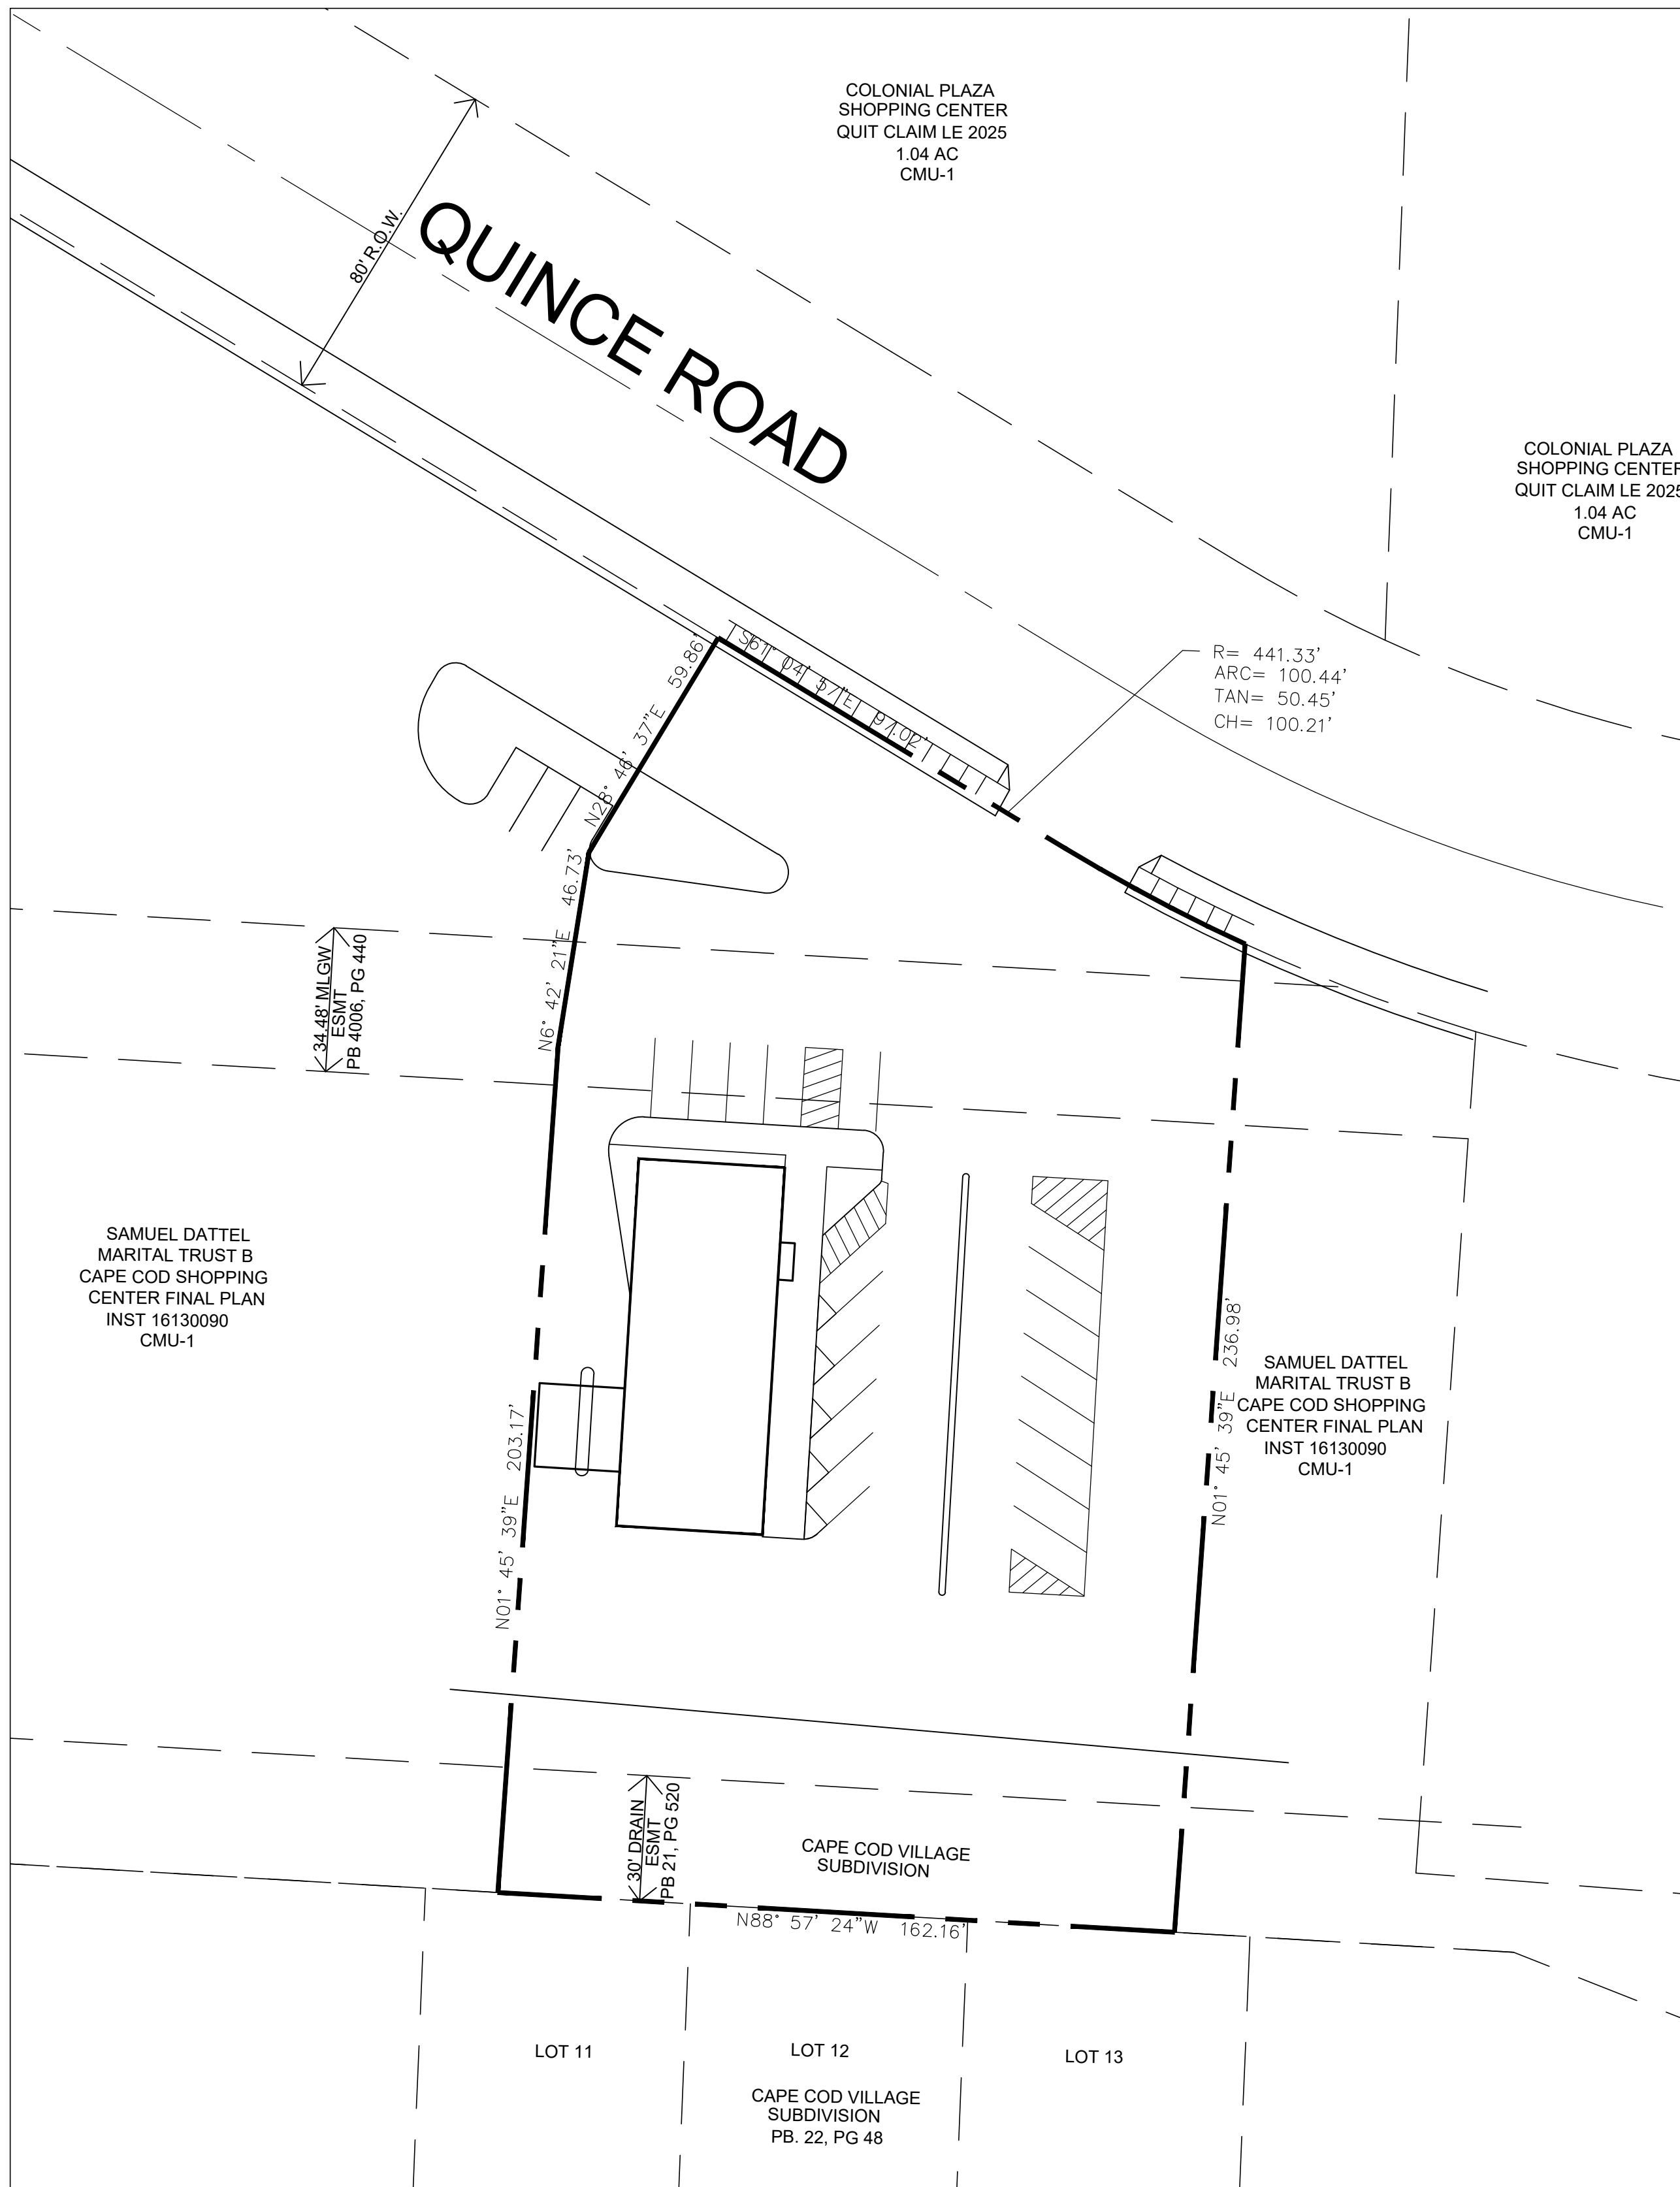 COLONIAL PLAZA
SHOPPING CENTER
QUIT CLAIM LE 2025
1.04 AC
CMU-1
80' R.O.W.
QUINCE ROAD
COLONIAL PLAZA
SHOPPING CENTER
QUIT CLAIM LE 2025
1.04 AC
CMU-1
R= 441.33'
ARC= 100.44'
TAN= 50.45'
CH= 100.21'
S61° 04' 57"E 97.02'
N28° 46' 37"E 59.86'
N6° 42' 21"E 46.73'
34.48' MLGW
ESMT
PB 4006, PG 440
SAMUEL DATTEL
MARITAL TRUST B
CAPE COD SHOPPING
CENTER FINAL PLAN
INST 16130090
CMU-1
N01° 45' 39"E 203.17'
N01° 45' 39"E 236.98'
SAMUEL DATTEL
MARITAL TRUST B
CAPE COD SHOPPING
CENTER FINAL PLAN
INST 16130090
CMU-1
30' DRAIN
ESMT
PB 21, PG 520
CAPE COD VILLAGE
SUBDIVISION
N88° 57' 24"W 162.16'
LOT 11
LOT 12
LOT 13
CAPE COD VILLAGE
SUBDIVISION
PB. 22, PG 48